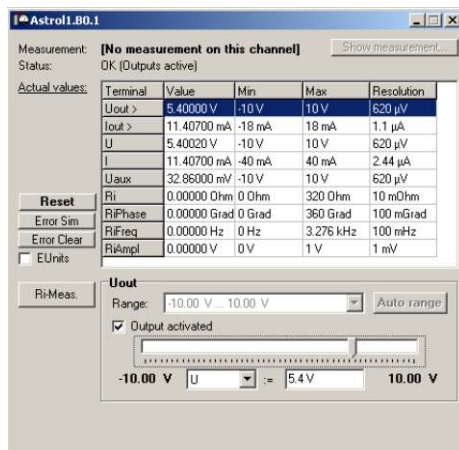 Astrol1.B0.1
Measurement: [No measurement on this channel] Show measurement...
Status: OK (Outputs active)
Actual values:
Terminal Value Min Max Resolution
Uout > 5.40000 V -10 V 10 V 620 µV
Iout > 11.40700 mA -18 mA 18 mA 1.1 µA
U 5.40020 V -10 V 10 V 620 µV
I 11.40700 mA -40 mA 40 mA 2.44 µA
Uaux 32.86000 mV -10 V 10 V 620 µV
Ri 0.00000 Ohm 0 Ohm 320 Ohm 10 mOhm
RiPhase 0.00000 Grad 0 Grad 360 Grad 100 mGrad
RiFreq 0.00000 Hz 0 Hz 3.276 kHz 100 mHz
RiAmpl 0.00000 V 0 V 1 V 1 mV
Reset
Error Sim
Error Clear
EUnits
Ri-Meas.
Uout
Range: -10.00 V ... 10.00 V Auto range
Output activated
-10.00 V U := 5.4 V 10.00 V